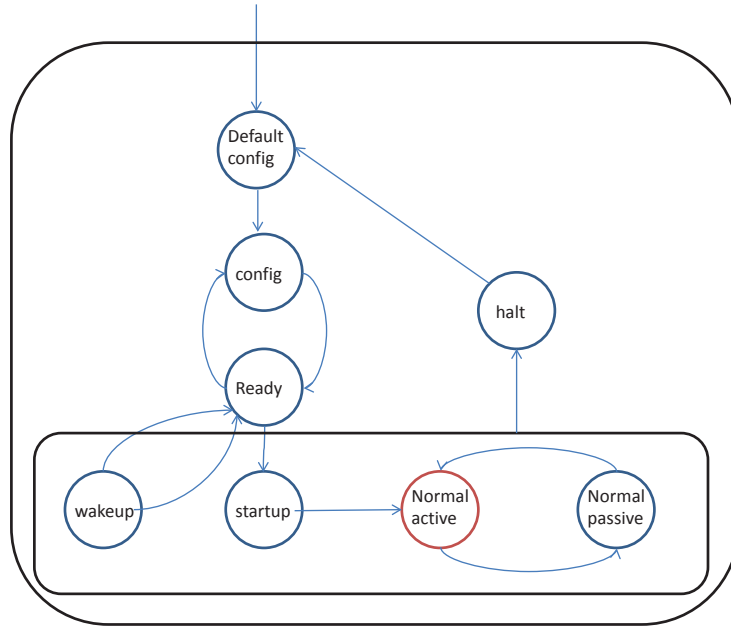 Default
config
config
halt
Ready
wakeup
startup
Normal
active
Normal
passive